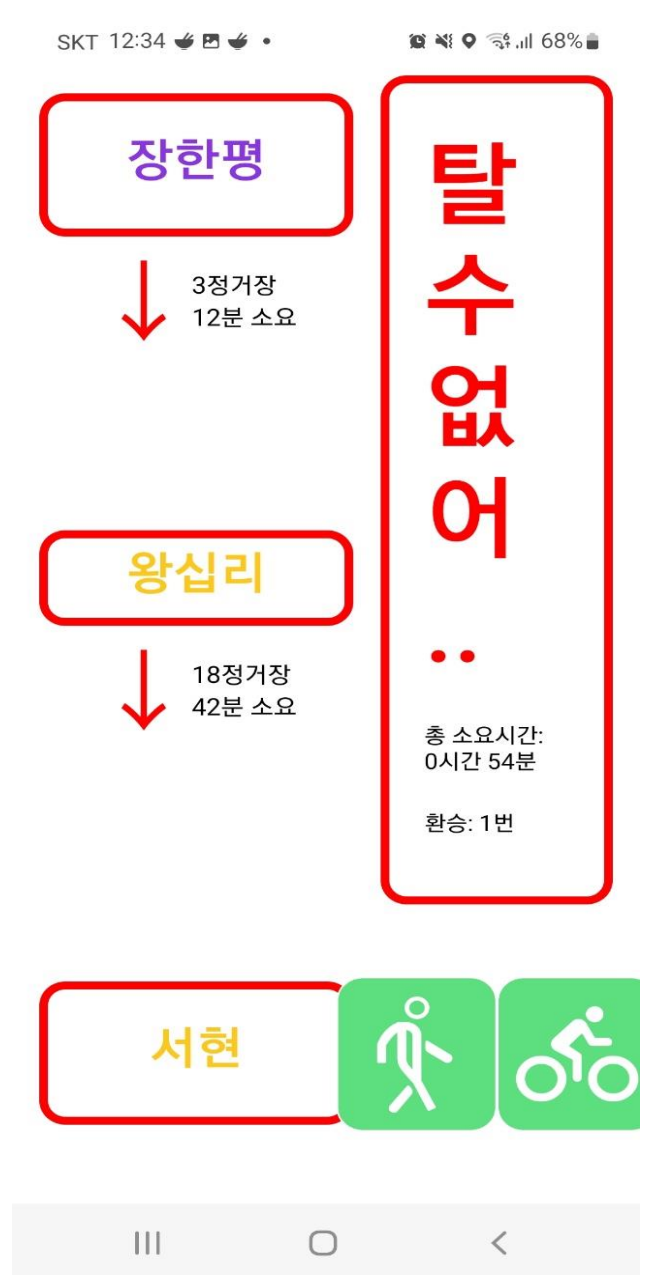 SKT 12:34
68%
장한평
3정거장
12분 소요
왕십리
18정거장
42분 소요
서현
탈
수
없
어
..
총 소요시간:
0시간 54분
환승: 1번